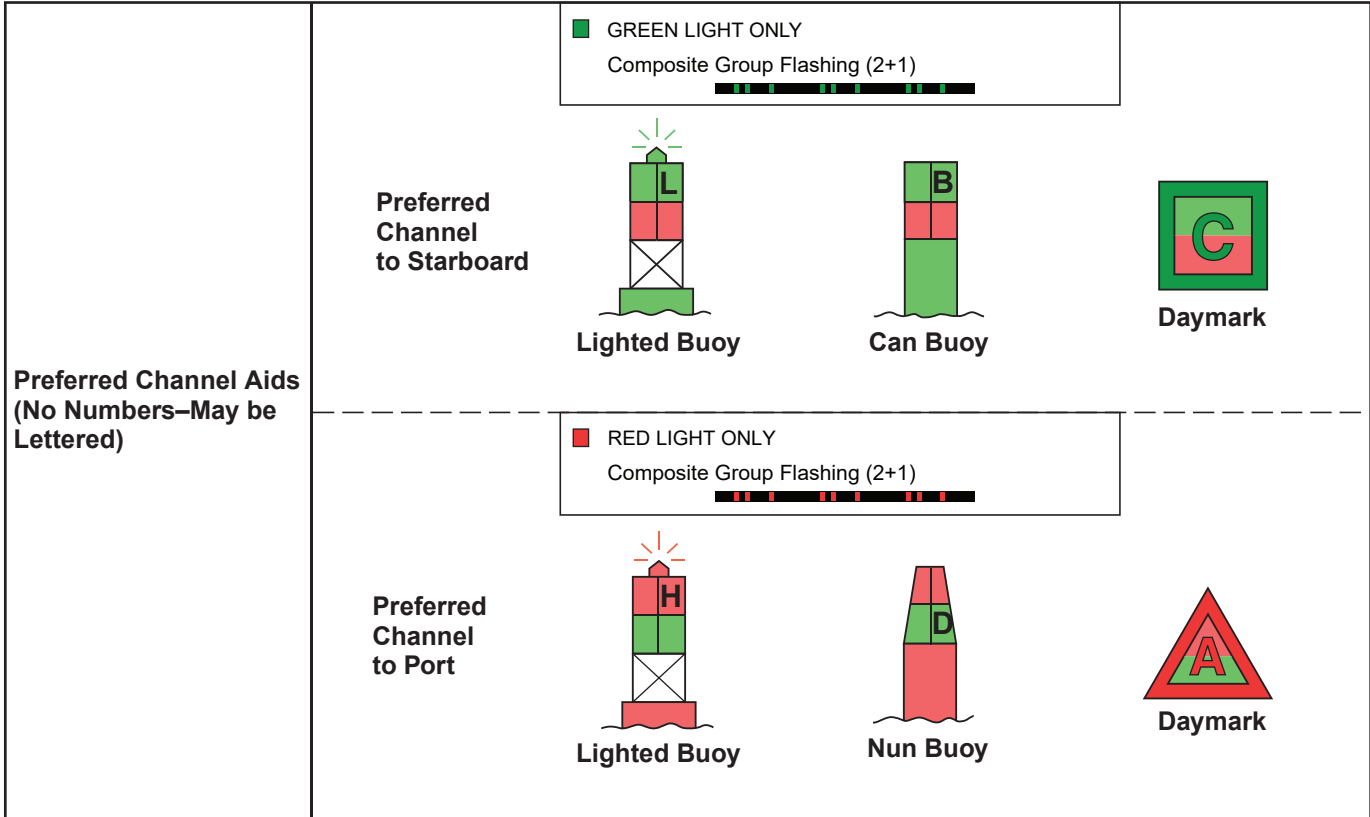 Preferred Channel Aids
(No Numbers–May be
Lettered)
GREEN LIGHT ONLY
Composite Group Flashing (2+1)
Preferred
Channel
to Starboard
L
Lighted Buoy
B
Can Buoy
C
Daymark
RED LIGHT ONLY
Composite Group Flashing (2+1)
Preferred
Channel
to Port
H
Lighted Buoy
D
Nun Buoy
A
Daymark